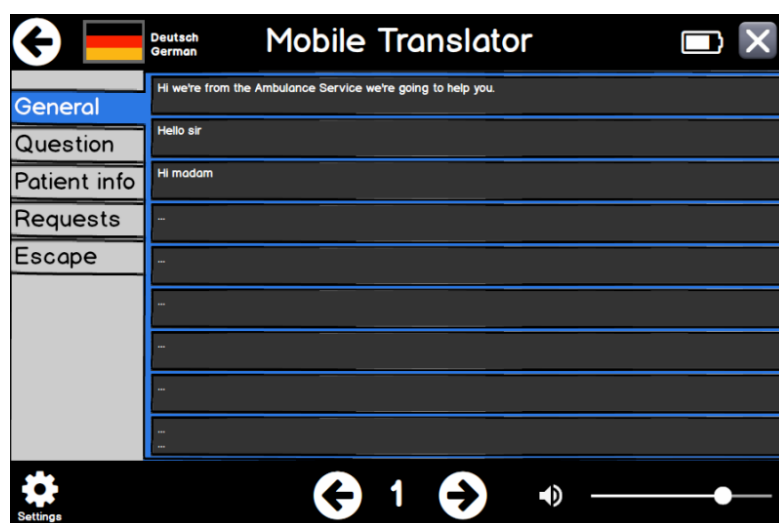 Deutsch
German
Mobile Translator
General
Question
Patient info
Requests
Escape
Hi we're from the Ambulance Service we're going to help you.
Hello sir
Hi madam
...
...
...
...
...
...
...
Settings
1